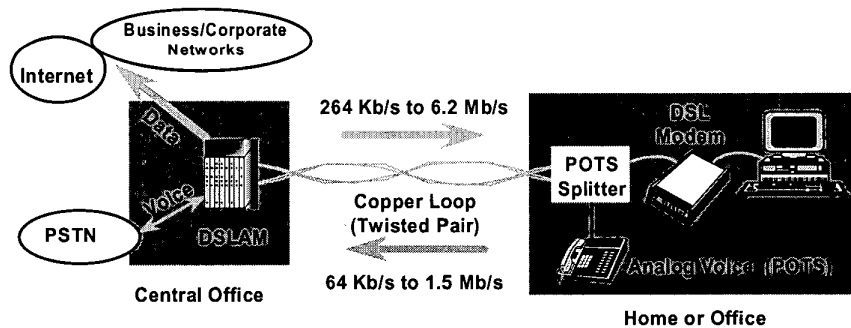 Business/Corporate
Networks
Internet
Data
Voice
PSTN
DSLAM
Central Office
264 Kb/s to 6.2 Mb/s
Copper Loop
(Twisted Pair)
64 Kb/s to 1.5 Mb/s
DSL
Modem
POTS
Splitter
Analog Voice (POTS)
Home or Office